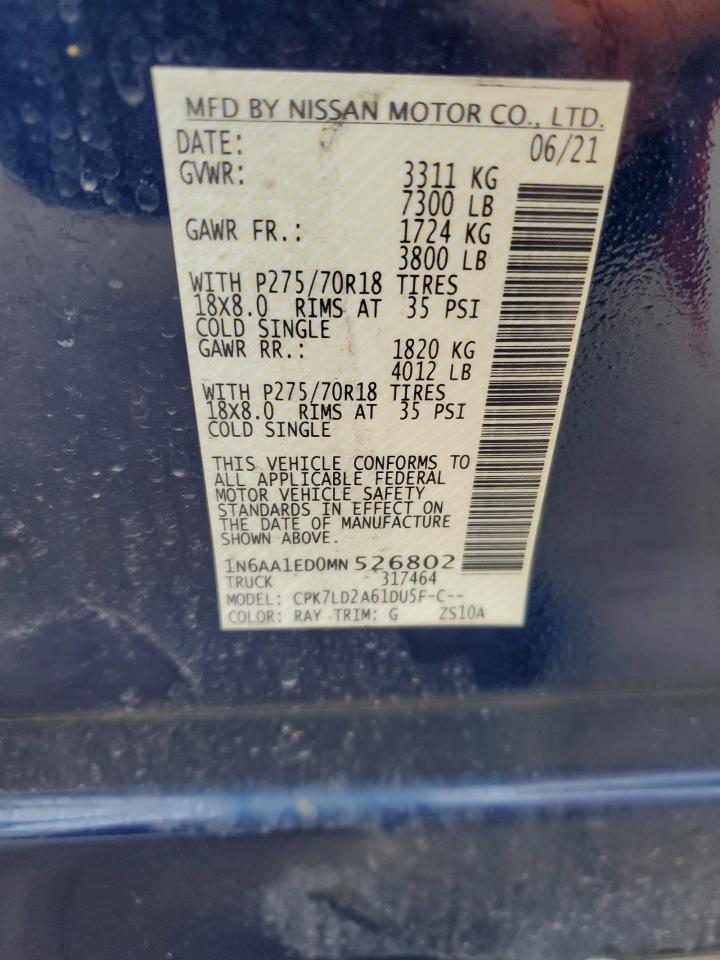 MFD BY NISSAN MOTOR CO., LTD.
DATE: 06/21
GVWR: 3311 KG
7300 LB
GAWR FR.: 1724 KG
3800 LB
WITH P275/70R18 TIRES
18X8.0 RIMS AT 35 PSI
COLD SINGLE
GAWR RR.: 1820 KG
4012 LB
WITH P275/70R18 TIRES
18X8.0 RIMS AT 35 PSI
COLD SINGLE
THIS VEHICLE CONFORMS TO
ALL APPLICABLE FEDERAL
MOTOR VEHICLE SAFETY
STANDARDS IN EFFECT ON
THE DATE OF MANUFACTURE
SHOWN ABOVE.
1N6AA1ED0MN526802
TRUCK 317464
MODEL: CPK7LD2A61DU5F-C--
COLOR: RAY TRIM: G ZS10A